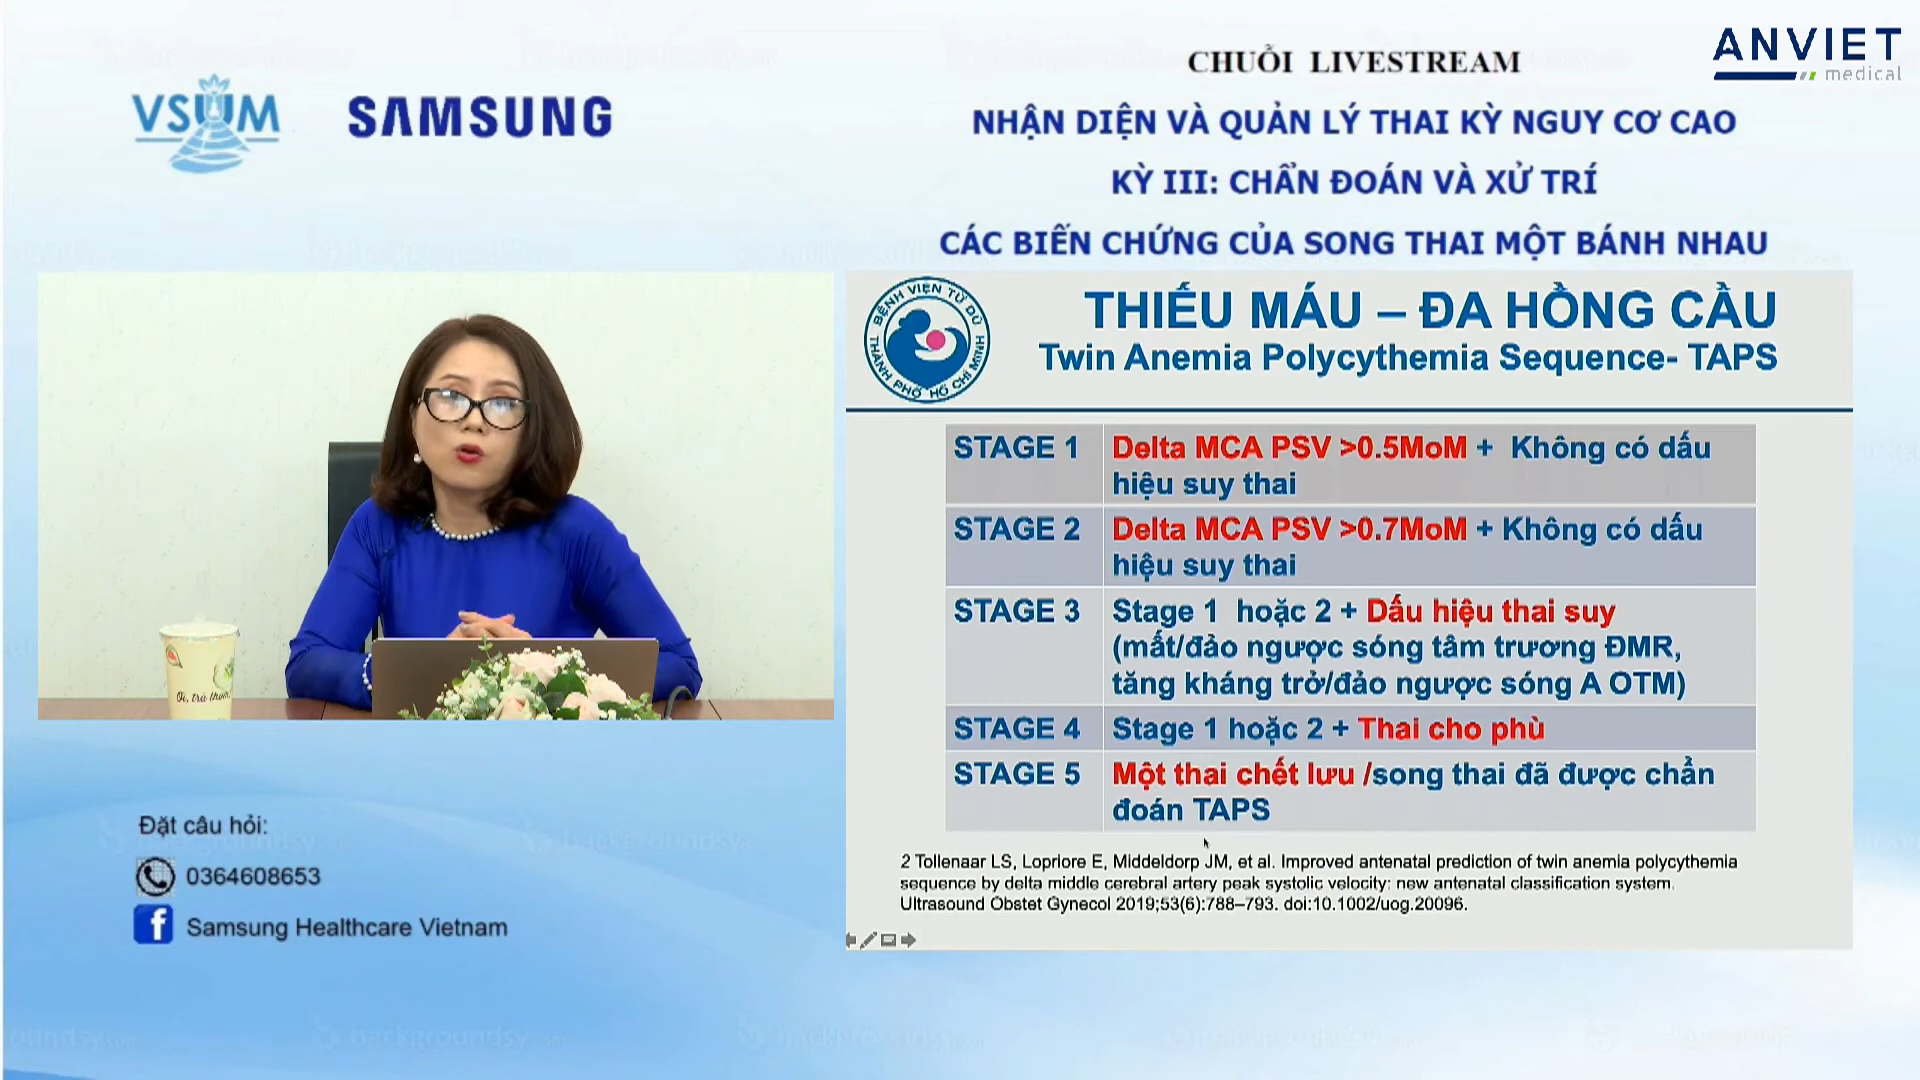 ANVIET
medical
VSUM
SAMSUNG
CHUỖI LIVESTREAM
NHẬN DIỆN VÀ QUẢN LÝ THAI KỲ NGUY CƠ CAO
KỲ III: CHẨN ĐOÁN VÀ XỬ TRÍ
CÁC BIẾN CHỨNG CỦA SONG THAI MỘT BÁNH NHAU
BỆNH VIỆN TỪ DŨ
THÀNH PHỐ HỒ CHÍ MINH
THIẾU MÁU – ĐA HỒNG CẦU
Twin Anemia Polycythemia Sequence- TAPS
STAGE 1 Delta MCA PSV >0.5MoM + Không có dấu
hiệu suy thai
STAGE 2 Delta MCA PSV >0.7MoM + Không có dấu
hiệu suy thai
STAGE 3 Stage 1 hoặc 2 + Dấu hiệu thai suy
(mất/đảo ngược sóng tâm trương ĐMR,
tăng kháng trở/đảo ngược sóng A OTM)
STAGE 4 Stage 1 hoặc 2 + Thai cho phù
STAGE 5 Một thai chết lưu /song thai đã được chẩn
đoán TAPS
2 Tollenaar LS, Lopriore E, Middeldorp JM, et al. Improved antenatal prediction of twin anemia polycythemia
sequence by delta middle cerebral artery peak systolic velocity: new antenatal classification system.
Ultrasound Obstet Gynecol 2019;53(6):788–793. doi:10.1002/uog.20096.
Đặt câu hỏi:
0364608653
Samsung Healthcare Vietnam